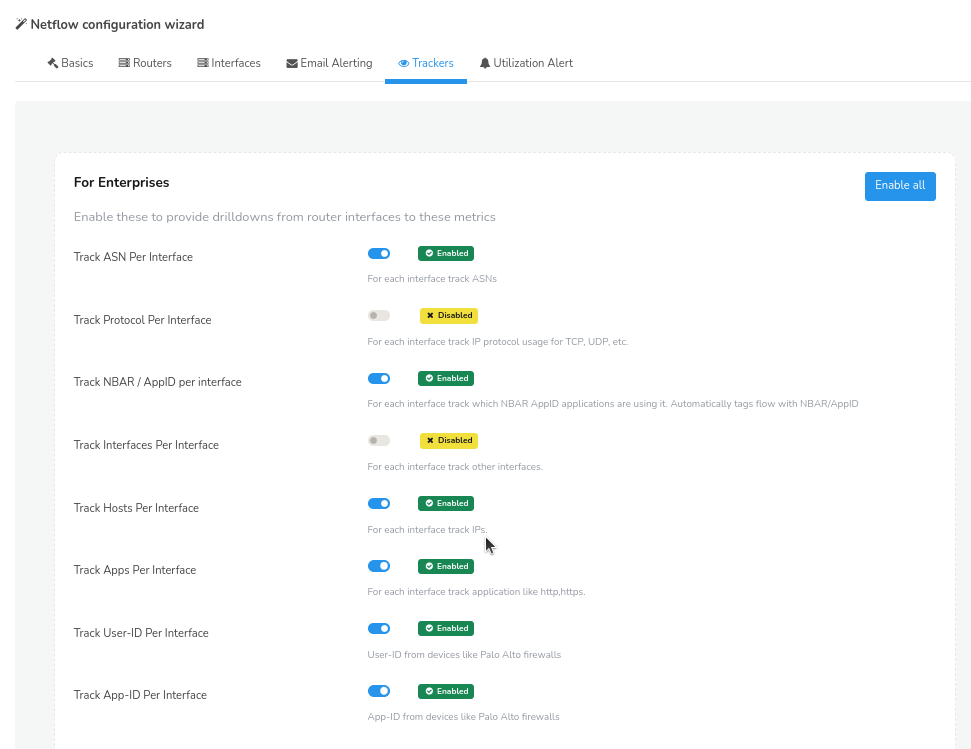 Netflow configuration wizard
Basics Routers Interfaces Email Alerting Trackers Utilization Alert
For Enterprises
Enable all
Enable these to provide drilldowns from router interfaces to these metrics
Track ASN Per Interface Enabled
For each interface track ASNs
Track Protocol Per Interface Disabled
For each interface track IP protocol usage for TCP, UDP, etc.
Track NBAR / AppID per interface Enabled
For each interface track which NBAR AppID applications are using it. Automatically tags flow with NBAR/AppID
Track Interfaces Per Interface Disabled
For each interface track other interfaces.
Track Hosts Per Interface Enabled
For each interface track IPs.
Track Apps Per Interface Enabled
For each interface track application like http,https.
Track User-ID Per Interface Enabled
User-ID from devices like Palo Alto firewalls
Track App-ID Per Interface Enabled
App-ID from devices like Palo Alto firewalls